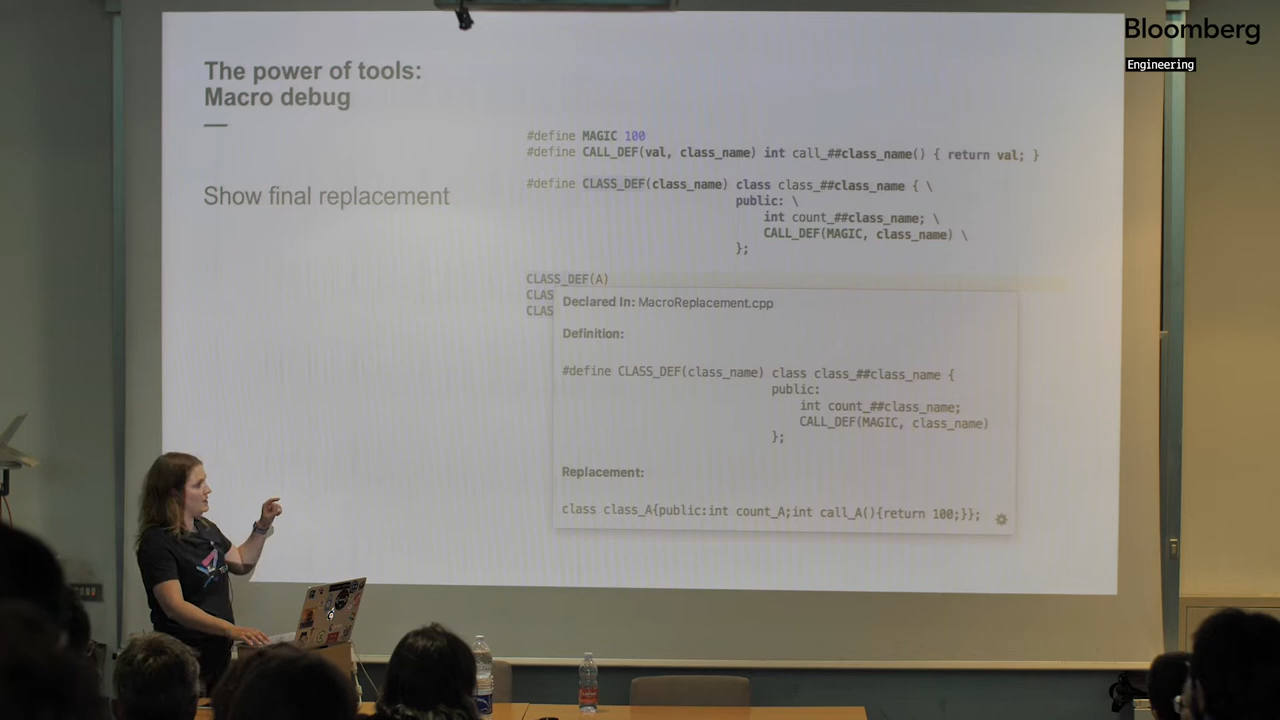 Bloomberg
Engineering
The power of tools:
Macro debug
Show final replacement
#define MAGIC 100
#define CALL_DEF(val, class_name) int call_##class_name() { return val; }
#define CLASS_DEF(class_name) class class_##class_name { \
public: \
int count_##class_name; \
CALL_DEF(MAGIC, class_name) \
};
CLASS_DEF(A)
CLAS
CLAS
Declared In: MacroReplacement.cpp
Definition:
#define CLASS_DEF(class_name) class class_##class_name {
public:
int count_##class_name;
CALL_DEF(MAGIC, class_name)
};
Replacement:
class class_A{public:int count_A;int call_A(){return 100;}};